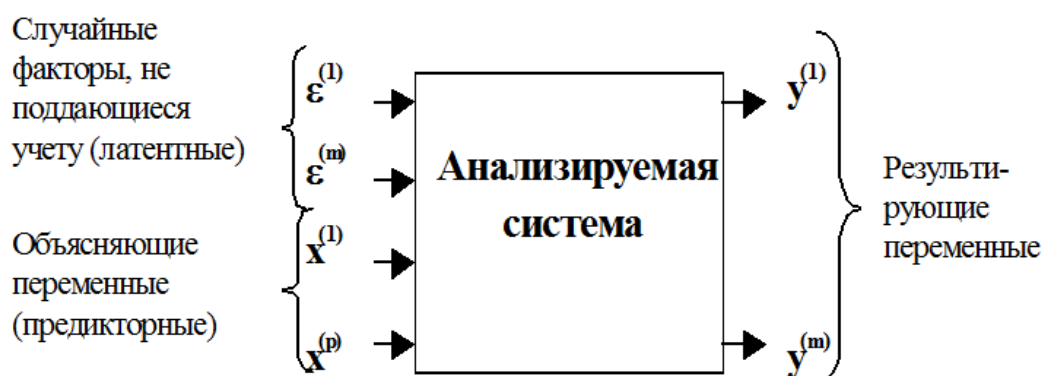 Случайные
факторы, не
поддающиеся
учету (латентные)
Объясняющие
переменные
(предикторные)
ε(1)
ε(m)
x(1)
x(p)
Анализируемая
система
y(1)
y(m)
Результи-
рующие
переменные